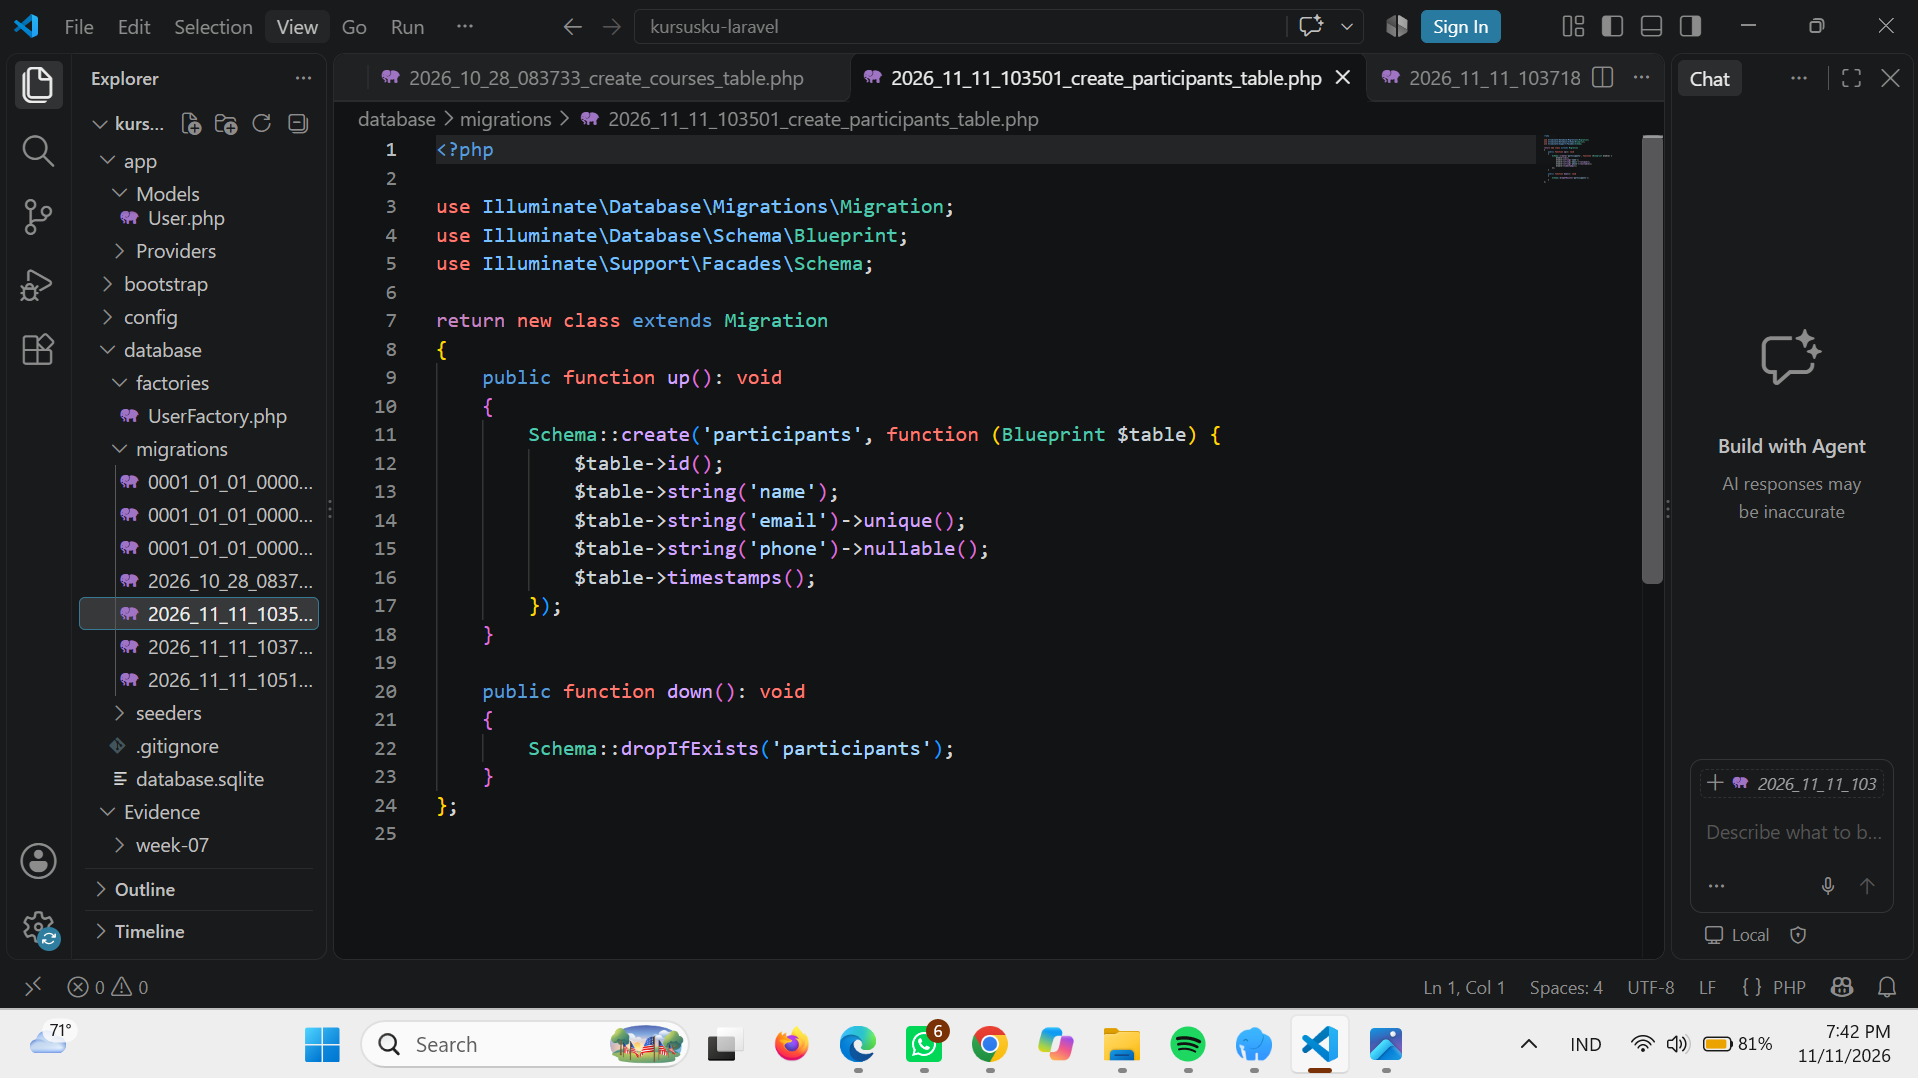 File Edit Selection View Go Run ··· kursusku-laravel Sign In
Explorer ···
kurs...
app
Models
User.php
Providers
bootstrap
config
database
factories
UserFactory.php
migrations
0001_01_01_0000...
0001_01_01_0000...
0001_01_01_0000...
2026_10_28_0837...
2026_11_11_1035...
2026_11_11_1037...
2026_11_11_1051...
seeders
.gitignore
database.sqlite
Evidence
week-07
Outline
Timeline
2026_10_28_083733_create_courses_table.php 2026_11_11_103501_create_participants_table.php 2026_11_11_103718 ···
database > migrations > 2026_11_11_103501_create_participants_table.php
1 <?php
2
3 use Illuminate\Database\Migrations\Migration;
4 use Illuminate\Database\Schema\Blueprint;
5 use Illuminate\Support\Facades\Schema;
6
7 return new class extends Migration
8 {
9 public function up(): void
10 {
11 Schema::create('participants', function (Blueprint $table) {
12 $table->id();
13 $table->string('name');
14 $table->string('email')->unique();
15 $table->string('phone')->nullable();
16 $table->timestamps();
17 });
18 }
19
20 public function down(): void
21 {
22 Schema::dropIfExists('participants');
23 }
24 };
25
Chat ···
Build with Agent
AI responses may
be inaccurate
2026_11_11_103
Describe what to b...
···
Local
0 0 Ln 1, Col 1 Spaces: 4 UTF-8 LF { } PHP
71° Search 6 IND 81% 7:42 PM
11/11/2026